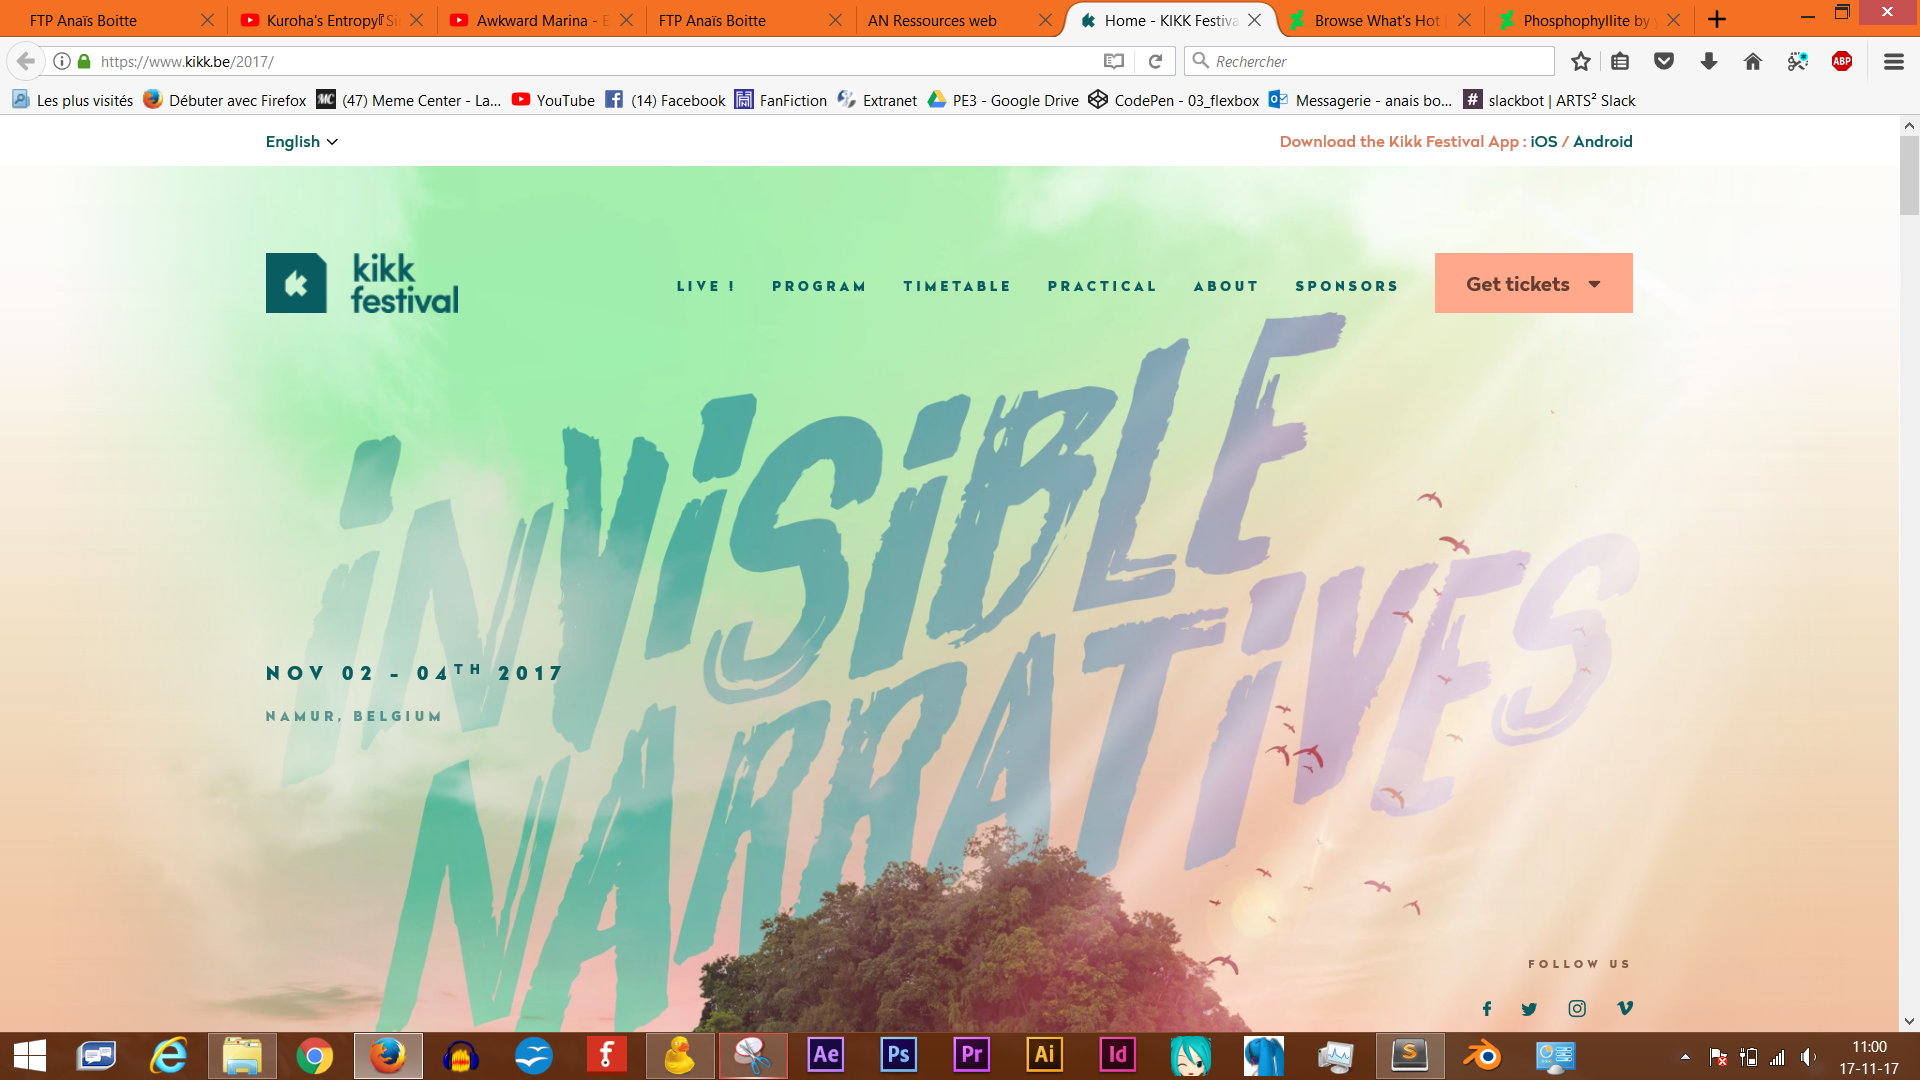 FTP Anaïs Boitte
Kuroha's Entropy
Awkward Marina - E
FTP Anaïs Boitte
AN Ressources web
Home - KIKK Festiva
Browse What's Hot
Phosphophyllite by
https://www.kikk.be/2017/
Rechercher
ABP
Les plus visités
Débuter avec Firefox
MC
(47) Meme Center - La...
YouTube
(14) Facebook
FanFiction
Extranet
PE3 - Google Drive
CodePen - 03_flexbox
Messagerie - anais bo...
slackbot | ARTS² Slack
English
Download the Kikk Festival App : iOS / Android
kikk
festival
LIVE !
PROGRAM
TIMETABLE
PRACTICAL
ABOUT
SPONSORS
Get tickets
INVISIBLE
NARRATIVES
NOV 02 - 04TH 2017
NAMUR, BELGIUM
FOLLOW US
Ae
Ps
Pr
Ai
Id
11:00
17-11-17